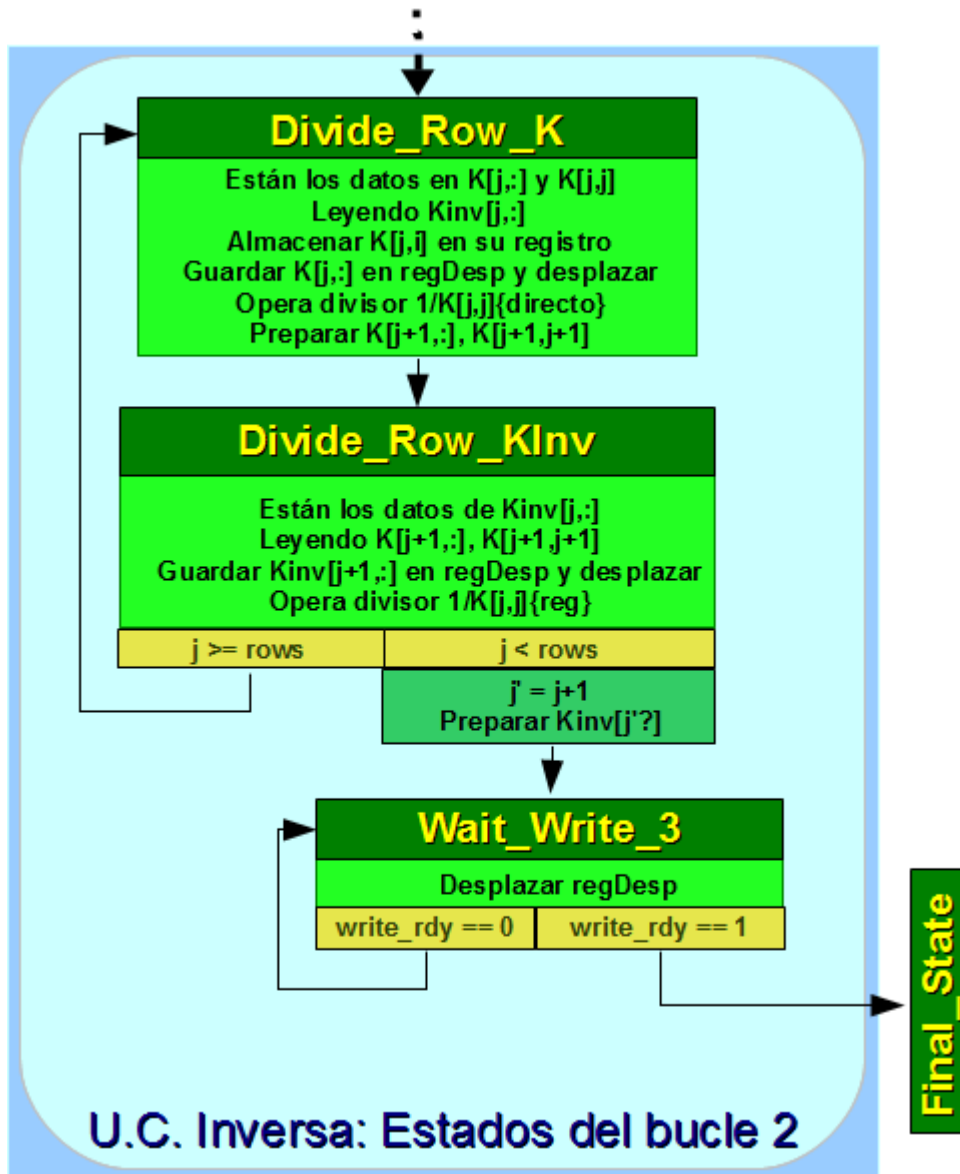 Divide_Row_K
Están los datos en K[j,:] y K[j,j]
Leyendo Kinv[j,:]
Almacenar K[j,i] en su registro
Guardar K[j,:] en regDesp y desplazar
Opera divisor 1/K[j,j]{directo}
Preparar K[j+1,:], K[j+1,j+1]
Divide_Row_KInv
Están los datos de Kinv[j,:]
Leyendo K[j+1,:], K[j+1,j+1]
Guardar Kinv[j+1,:] en regDesp y desplazar
Opera divisor 1/K[j,j]{reg}
j >= rows
j < rows
j' = j+1
Preparar Kinv[j'?]
Wait_Write_3
Desplazar regDesp
write_rdy == 0
write_rdy == 1
Final_State
U.C. Inversa: Estados del bucle 2